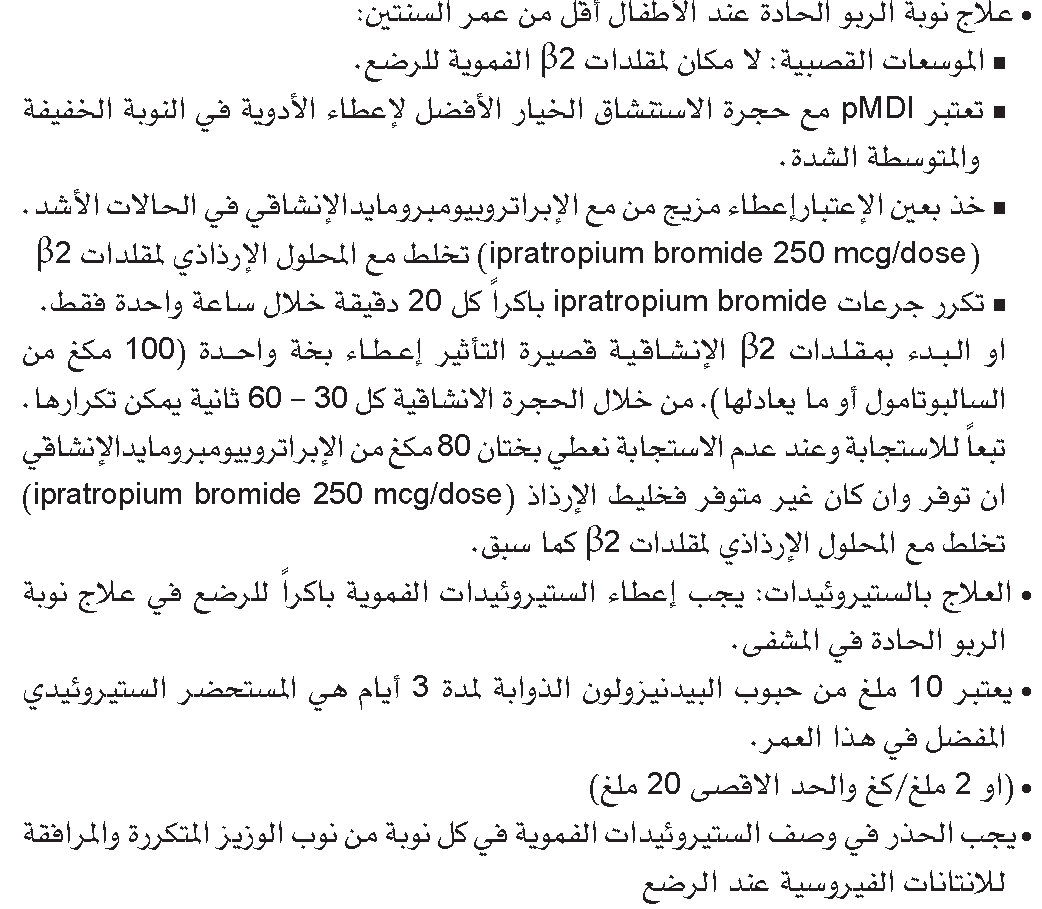 • علاج نوبة الربو الحادة عند الأطفال أقل من عمر السنتين:
■ الموسعات القصبية: لا مكان لمقلدات β2 الفموية للرضع.
■ تعتبر pMDI مع حجرة الاستنشاق الخيار الأفضل لإعطاء الأدوية في النوبة الخفيفة
والمتوسطة الشدة.
■ خذ بعين الإعتبارإعطاء مزيج من مع الإبراتروبيومبرومايدالإنشاقي في الحالات الأشد.
(ipratropium bromide 250 mcg/dose) تخلط مع المحلول الإرذاذي لمقلدات β2
■ تكرر جرعات ipratropium bromide باكراً كل 20 دقيقة خلال ساعة واحدة فقط.
او البدء بمقلدات β2 الإنشاقية قصيرة التأثير إعطاء بخة واحدة (100 مكغ من
السالبوتامول أو ما يعادلها). من خلال الحجرة الانشاقية كل 30 – 60 ثانية يمكن تكرارها.
تبعاً للاستجابة وعند عدم الاستجابة نعطي بختان 80 مكغ من الإبراتروبيومبرومايدالإنشاقي
ان توفر وان كان غير متوفر فخليط الإرذاذ (ipratropium bromide 250 mcg/dose)
تخلط مع المحلول الإرذاذي لمقلدات β2 كما سبق.
• العلاج بالستيروئيدات: يجب إعطاء الستيروئيدات الفموية باكراً للرضع في علاج نوبة
الربو الحادة في المشفى.
• يعتبر 10 ملغ من حبوب البيدنيزولون الذوابة لمدة 3 أيام هي المستحضر الستيروئيدي
المفضل في هذا العمر.
• (او 2 ملغ/كغ والحد الاقصى 20 ملغ)
• يجب الحذر في وصف الستيروئيدات الفموية في كل نوبة من نوب الوزيز المتكررة والمرافقة
للانتانات الفيروسية عند الرضع